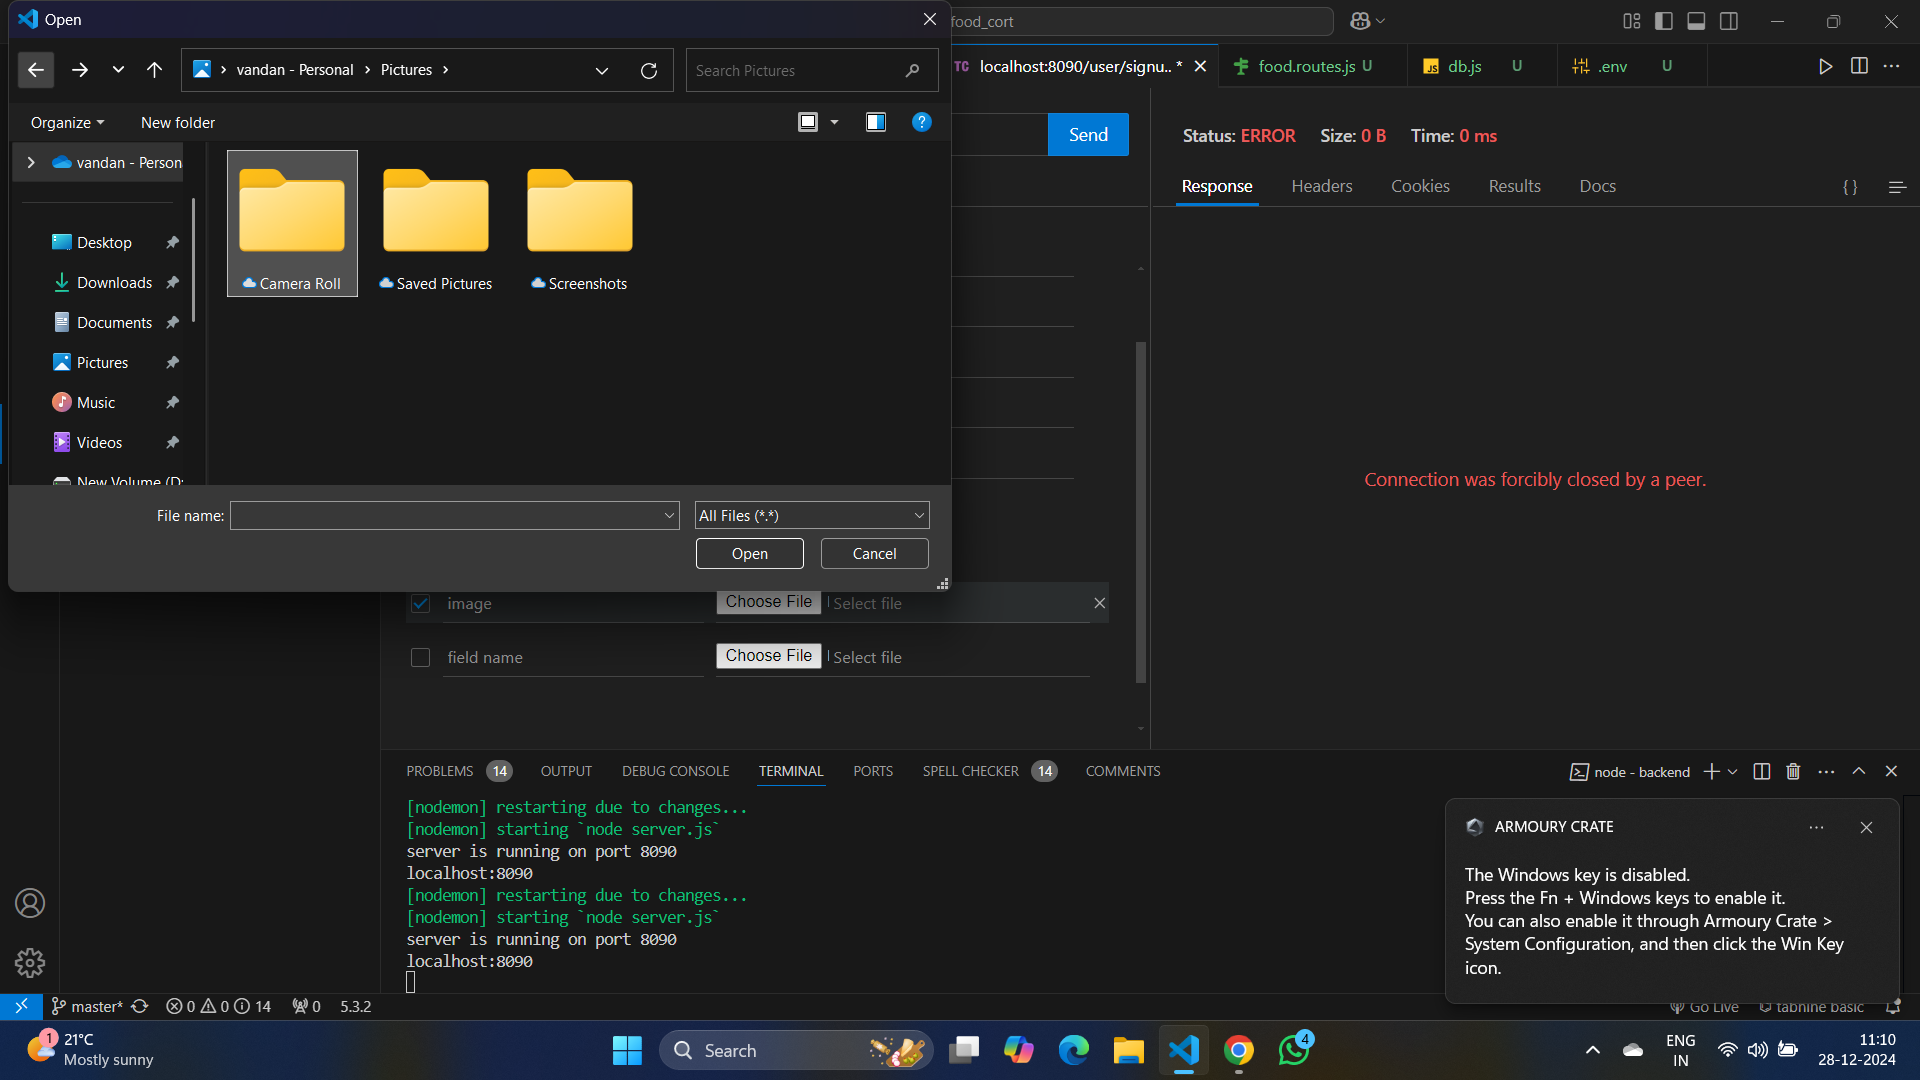 Open
vandan - Personal
Pictures
Search Pictures
Organize
New folder
vandan - Person
Desktop
Downloads
Documents
Pictures
Music
Videos
New Volume (D:
Camera Roll
Saved Pictures
Screenshots
File name:
All Files (*.*)
Open
Cancel
food_cort
TC localhost:8090/user/signu.. *
food.routes.js U
JS db.js U
.env U
Send
Status: ERROR Size: 0 B Time: 0 ms
Response Headers Cookies Results Docs
{}
Connection was forcibly closed by a peer.
image Choose File Select file
field name Choose File Select file
PROBLEMS 14 OUTPUT DEBUG CONSOLE TERMINAL PORTS SPELL CHECKER 14 COMMENTS
node - backend
[nodemon] restarting due to changes...
[nodemon] starting `node server.js`
server is running on port 8090
localhost:8090
[nodemon] restarting due to changes...
[nodemon] starting `node server.js`
server is running on port 8090
localhost:8090
ARMOURY CRATE
The Windows key is disabled.
Press the Fn + Windows keys to enable it.
You can also enable it through Armoury Crate >
System Configuration, and then click the Win Key
icon.
master* 0 0 14 0 5.3.2
Go Live tabnine basic
1
21°C
Mostly sunny
Search
4
ENG
IN
11:10
28-12-2024